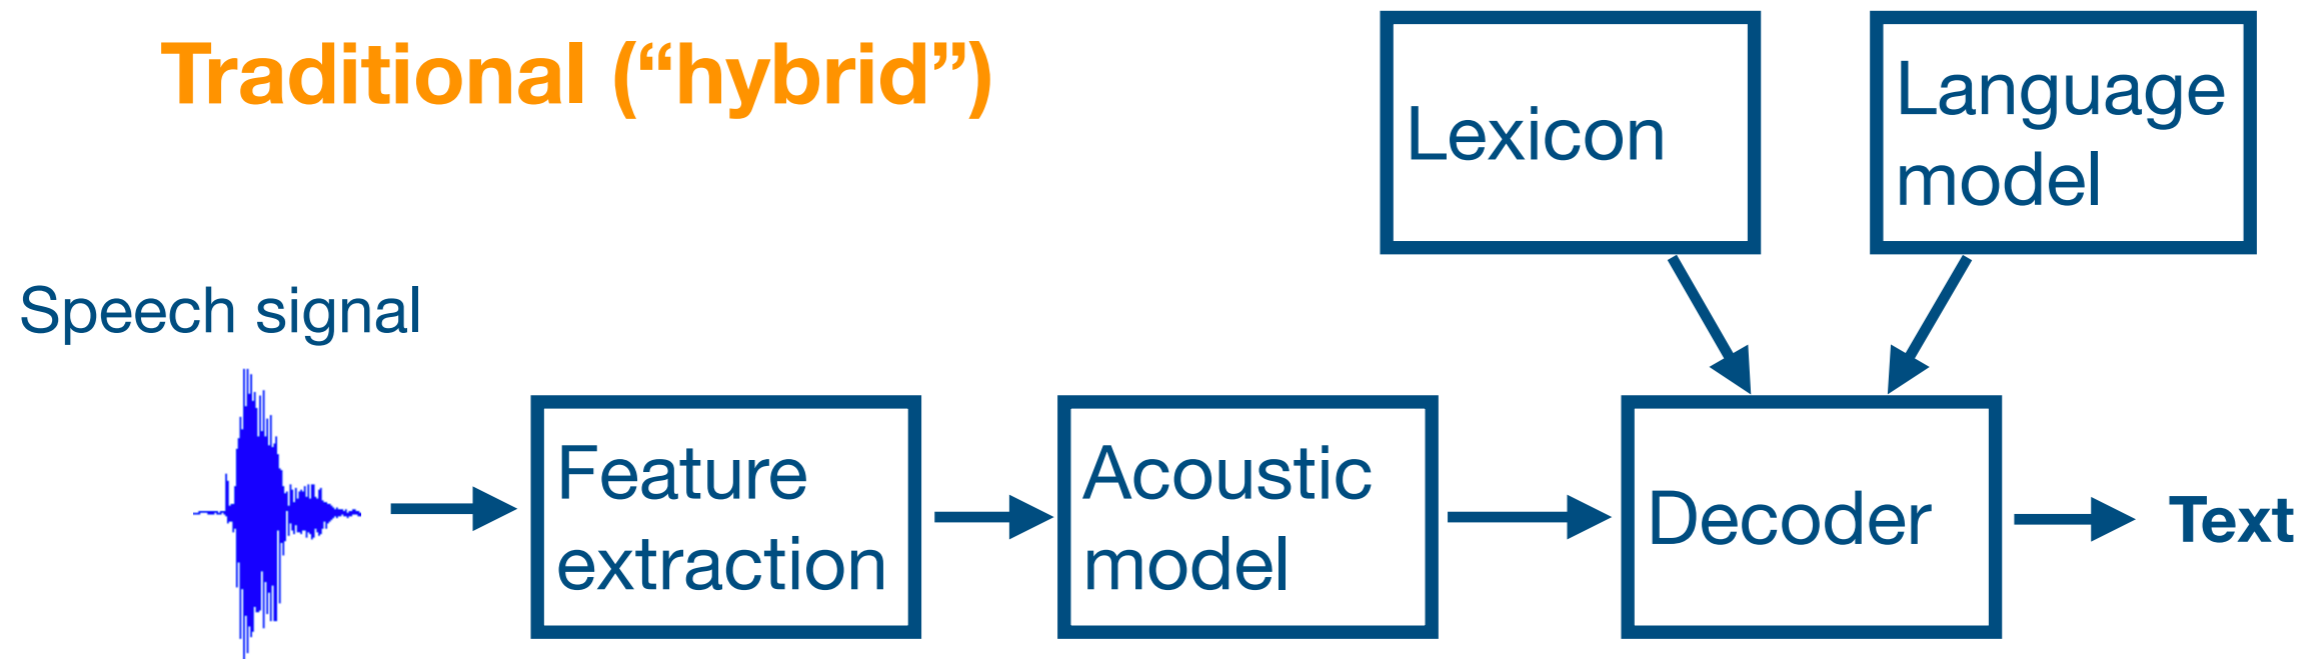 Traditional (“hybrid”)
Lexicon
Language
model
Speech signal
Feature
extraction
Acoustic
model
Decoder
Text